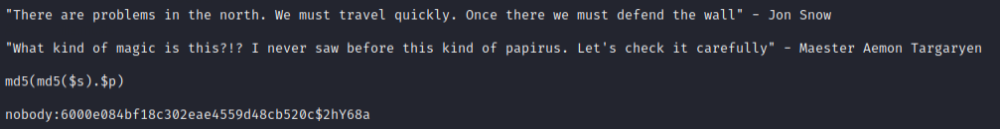 "There are problems in the north. We must travel quickly. Once there we must defend the wall" - Jon Snow
"What kind of magic is this?!? I never saw before this kind of papirus. Let's check it carefully" - Maester Aemon Targaryen
md5(md5($s).$p)
nobody:6000e084bf18c302eae4559d48cb520c$2hY68a